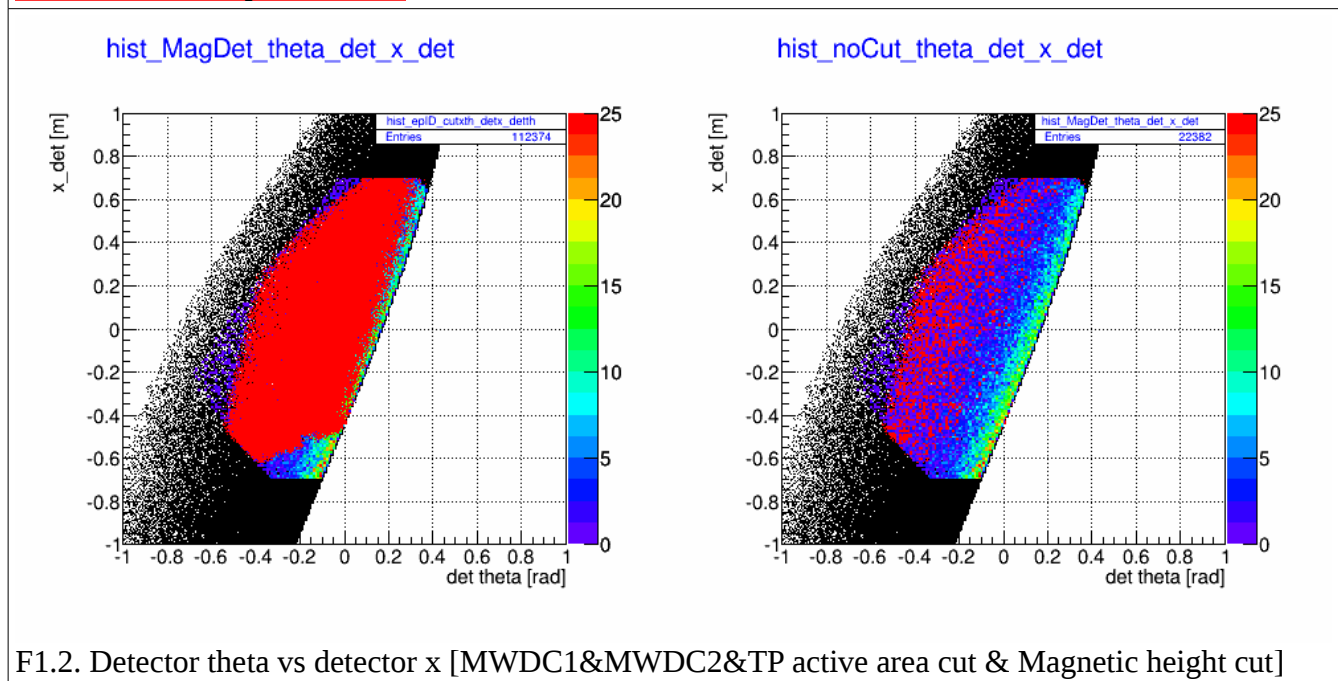 hist_MagDet_theta_det_x_det
hist_noCut_theta_det_x_det
x_det [m]
1
0.8
0.6
0.4
0.2
0
-0.2
-0.4
-0.6
-0.8
-1
hist_epID_cutxth_detx_detth
Entries 112374
25
20
15
10
5
0
-1 -0.8 -0.6 -0.4 -0.2 0 0.2 0.4 0.6 0.8 1
det theta [rad]
x_det [m]
1
0.8
0.6
0.4
0.2
0
-0.2
-0.4
-0.6
-0.8
-1
hist_MagDet_theta_det_x_det
Entries 22382
25
20
15
10
5
0
-1 -0.8 -0.6 -0.4 -0.2 0 0.2 0.4 0.6 0.8 1
det theta [rad]
F1.2. Detector theta vs detector x [MWDC1&MWDC2&TP active area cut & Magnetic height cut]